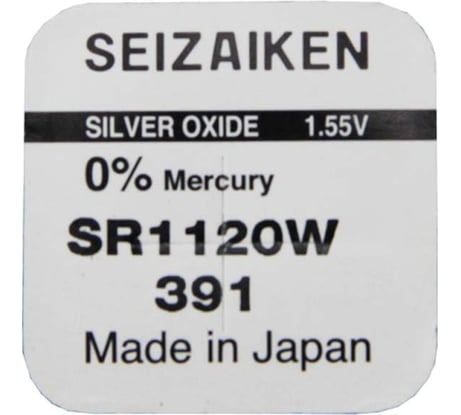 SEIZAIKEN
SILVER OXIDE 1.55V
0% Mercury
SR1120W
391
Made in Japan